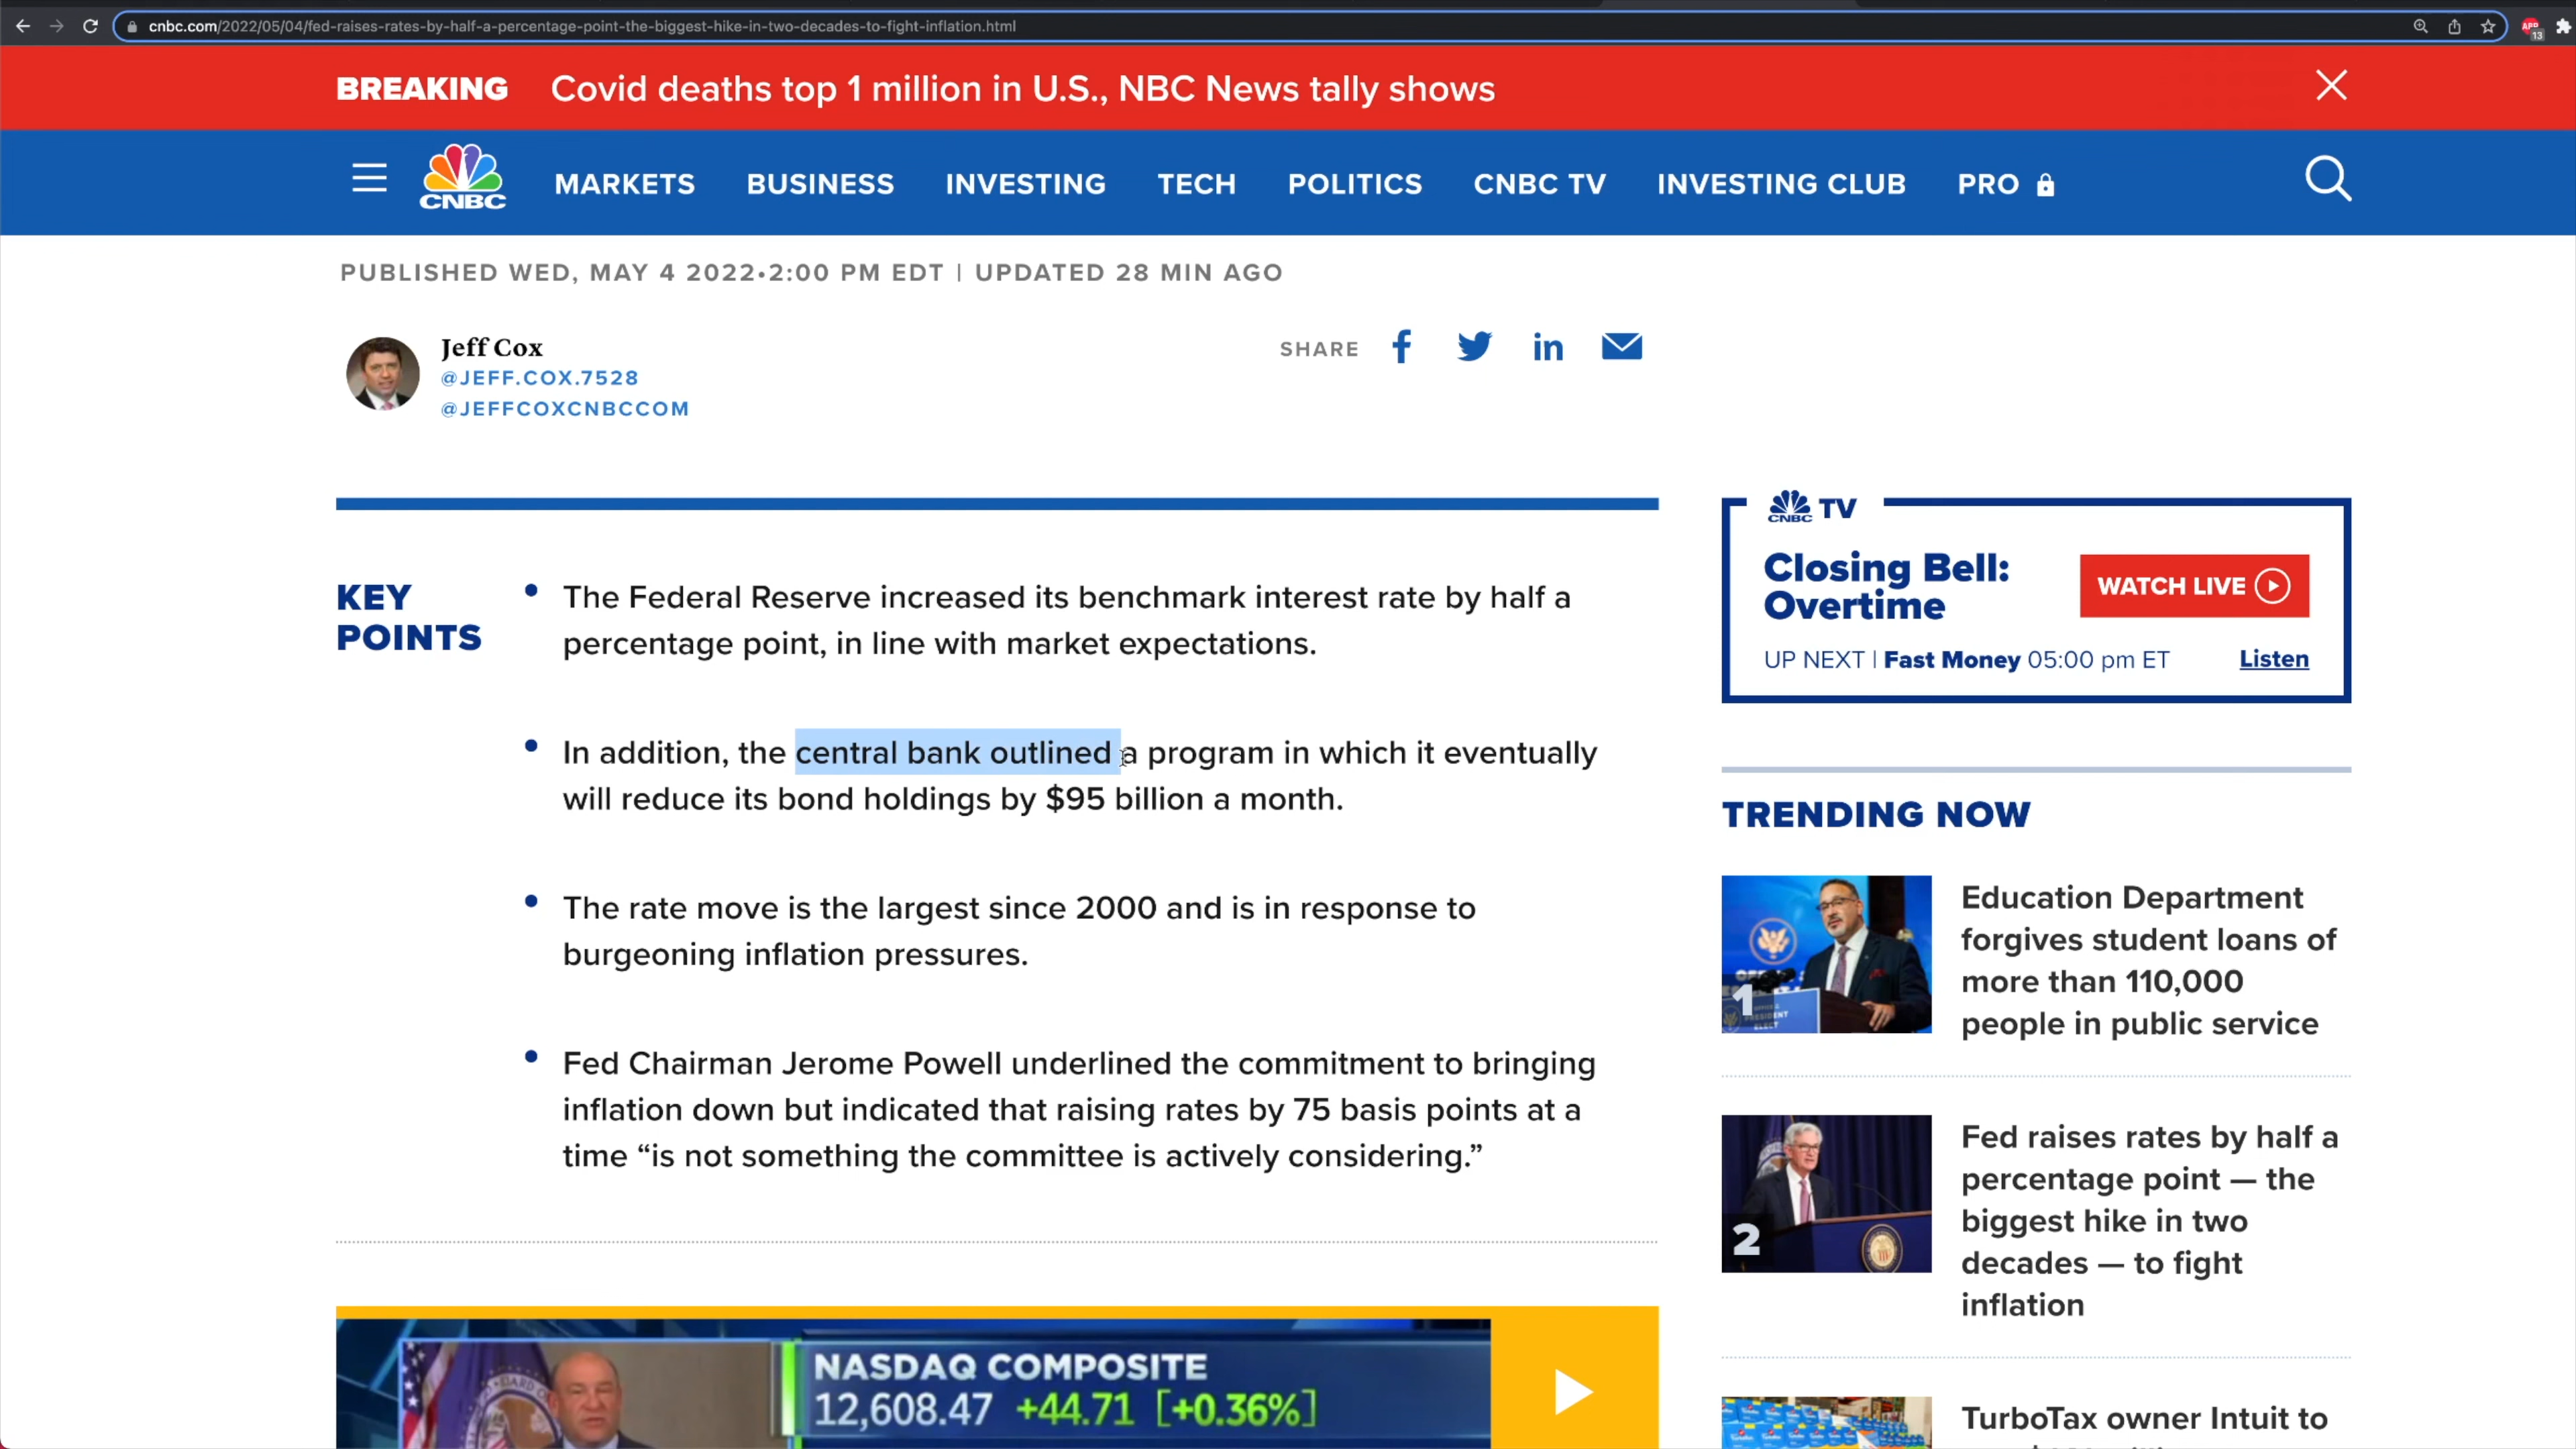 cnbc.com/2022/05/04/fed-raises-rates-by-half-a-percentage-point-the-biggest-hike-in-two-decades-to-fight-inflation.html
13
BREAKING Covid deaths top 1 million in U.S., NBC News tally shows
CNBC MARKETS BUSINESS INVESTING TECH POLITICS CNBC TV INVESTING CLUB PRO
PUBLISHED WED, MAY 4 2022•2:00 PM EDT | UPDATED 28 MIN AGO
Jeff Cox
@JEFF.COX.7528
@JEFFCOXCNBCCOM
SHARE
KEY
POINTS
• The Federal Reserve increased its benchmark interest rate by half a
percentage point, in line with market expectations.
• In addition, the central bank outlined a program in which it eventually
will reduce its bond holdings by $95 billion a month.
• The rate move is the largest since 2000 and is in response to
burgeoning inflation pressures.
• Fed Chairman Jerome Powell underlined the commitment to bringing
inflation down but indicated that raising rates by 75 basis points at a
time “is not something the committee is actively considering.”
NASDAQ COMPOSITE
12,608.47 +44.71 [+0.36%]
CNBC TV
Closing Bell:
Overtime
WATCH LIVE
UP NEXT | Fast Money 05:00 pm ET Listen
TRENDING NOW
1
Education Department
forgives student loans of
more than 110,000
people in public service
2
Fed raises rates by half a
percentage point — the
biggest hike in two
decades — to fight
inflation
TurboTax owner Intuit to